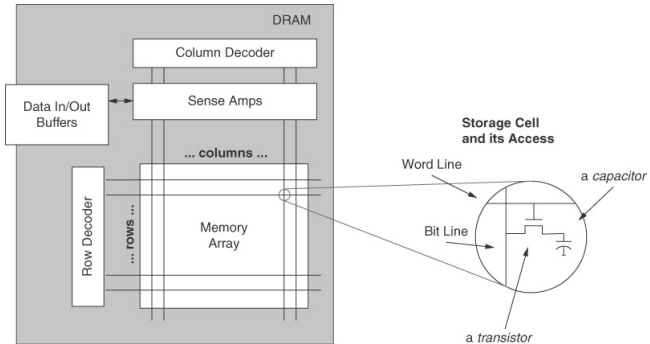 DRAM
Column Decoder
Sense Amps
Data In/Out
Buffers
... columns ...
Row Decoder
... rows ...
Memory
Array
Storage Cell
and its Access
Word Line
a capacitor
Bit Line
a transistor